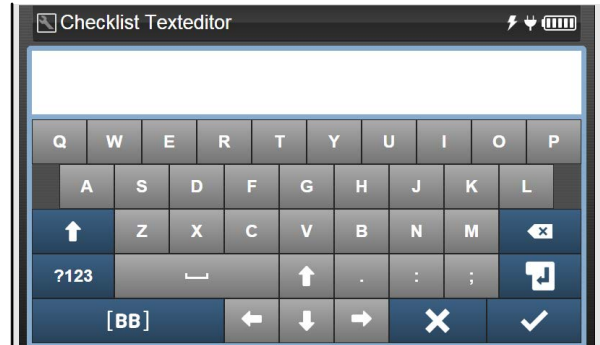 Checklist Texteditor
Q W E R T Y U I O P
A S D F G H J K L
Z X C V B N M
?123 . : ;
[BB]